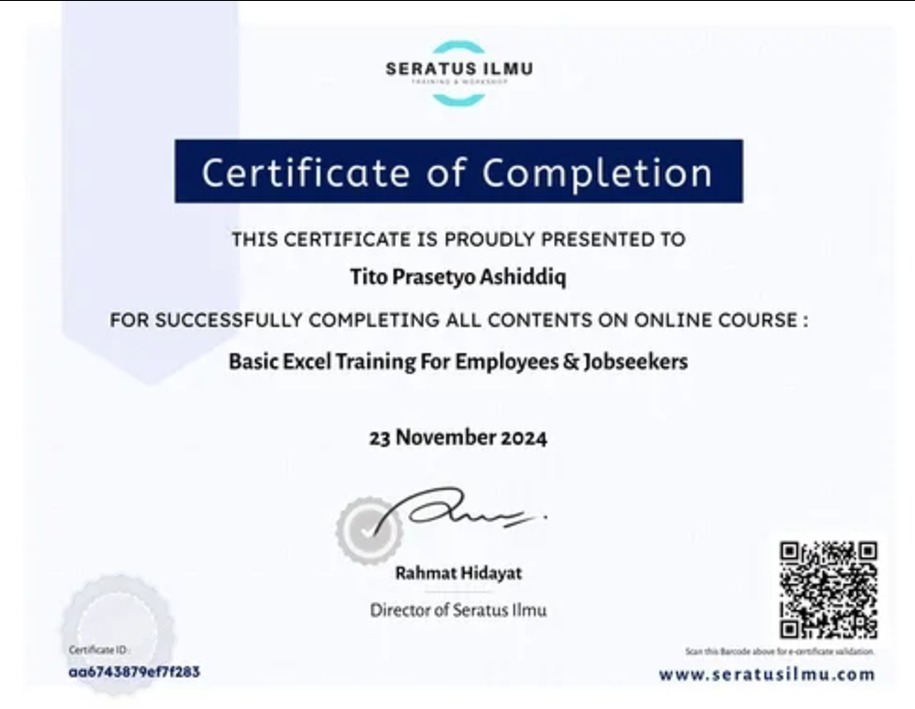 SERATUS ILMU
TRAINING & WORKSHOP
Certificate of Completion
THIS CERTIFICATE IS PROUDLY PRESENTED TO
Tito Prasetyo Ashiddiq
FOR SUCCESSFULLY COMPLETING ALL CONTENTS ON ONLINE COURSE :
Basic Excel Training For Employees & Jobseekers
23 November 2024
Rahmat Hidayat
Director of Seratus Ilmu
Certificate ID:
aa6743879ef7f283
Scan this Barcode above for e-certificate validation.
www.seratusilmu.com